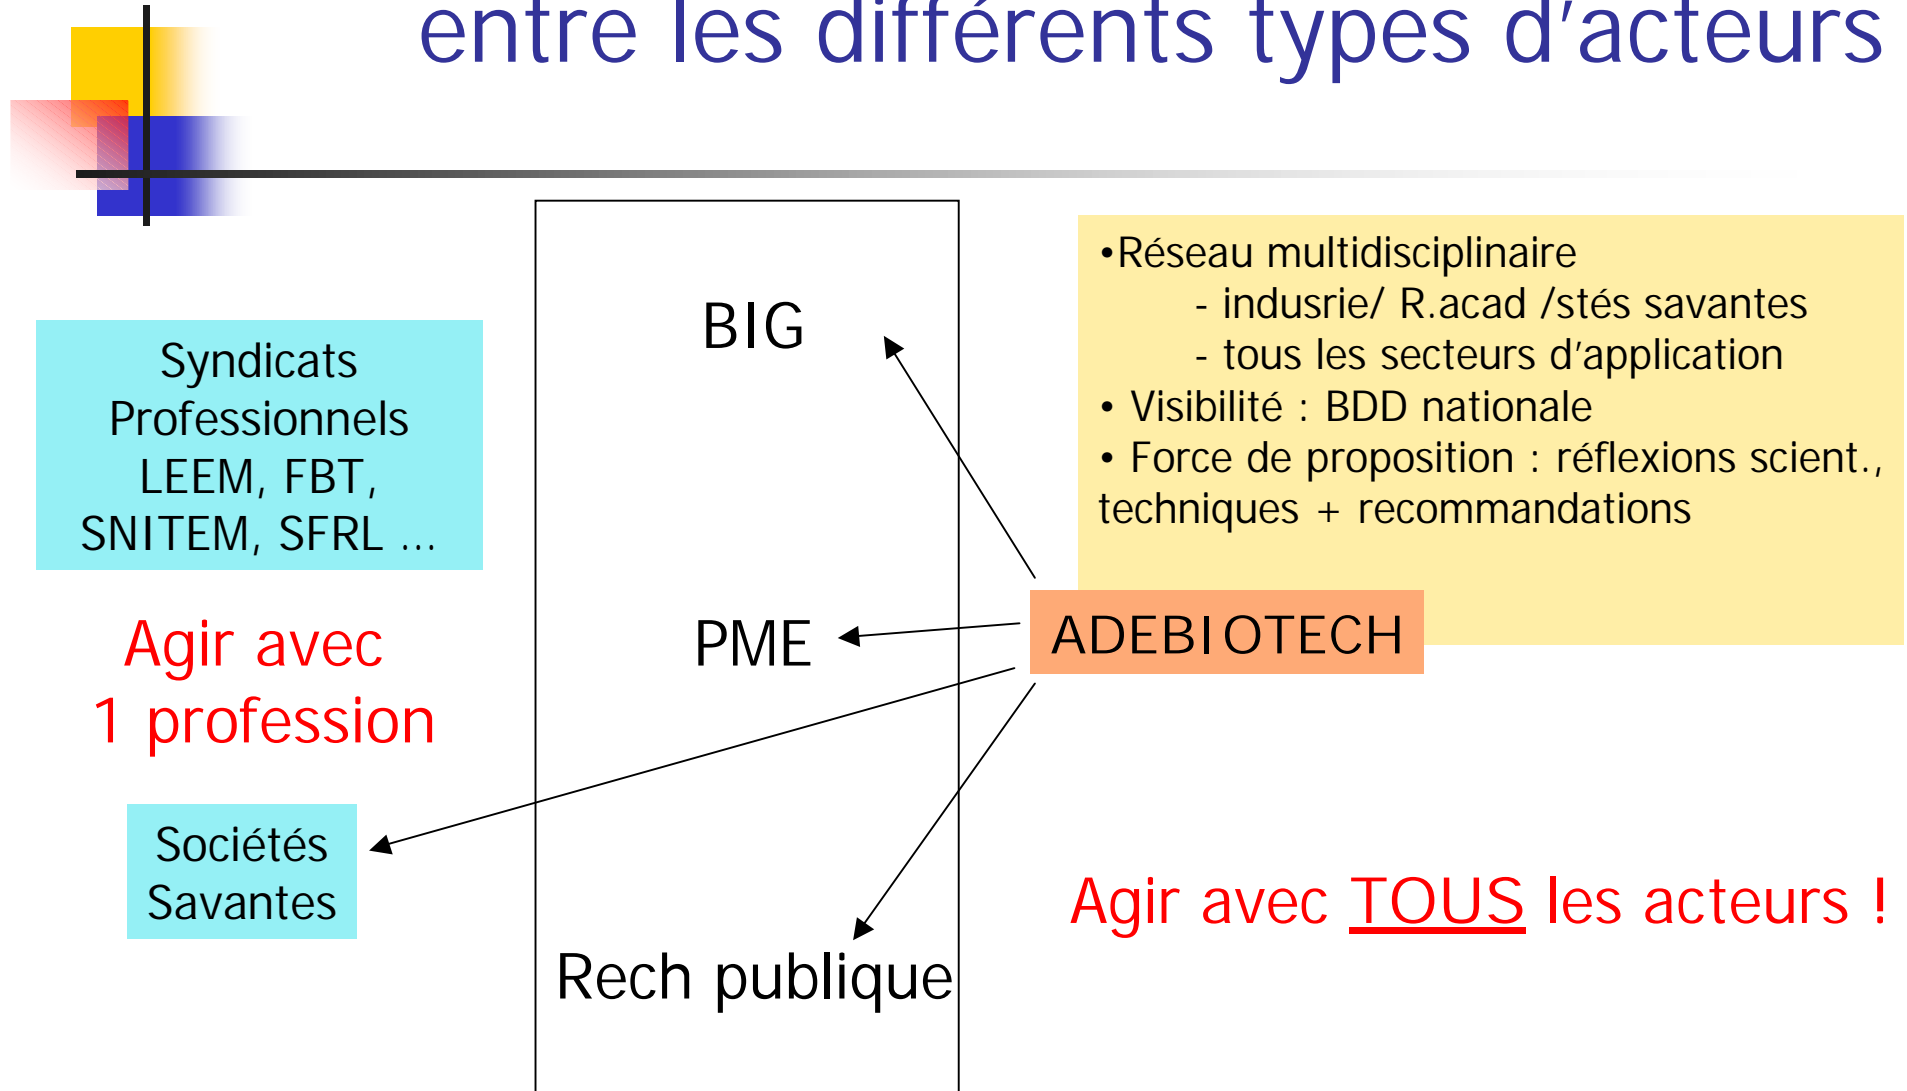 entre les différents types d'acteurs
Syndicats
Professionnels
LEEM, FBT,
SNITEM, SFRL ...
Agir avec
1 profession
Sociétés
Savantes
BIG
PME
Rech publique
•Réseau multidisciplinaire
- indusrie/ R.acad /stés savantes
- tous les secteurs d'application
• Visibilité : BDD nationale
• Force de proposition : réflexions scient.,
techniques + recommandations
ADEBIOTECH
Agir avec TOUS les acteurs !